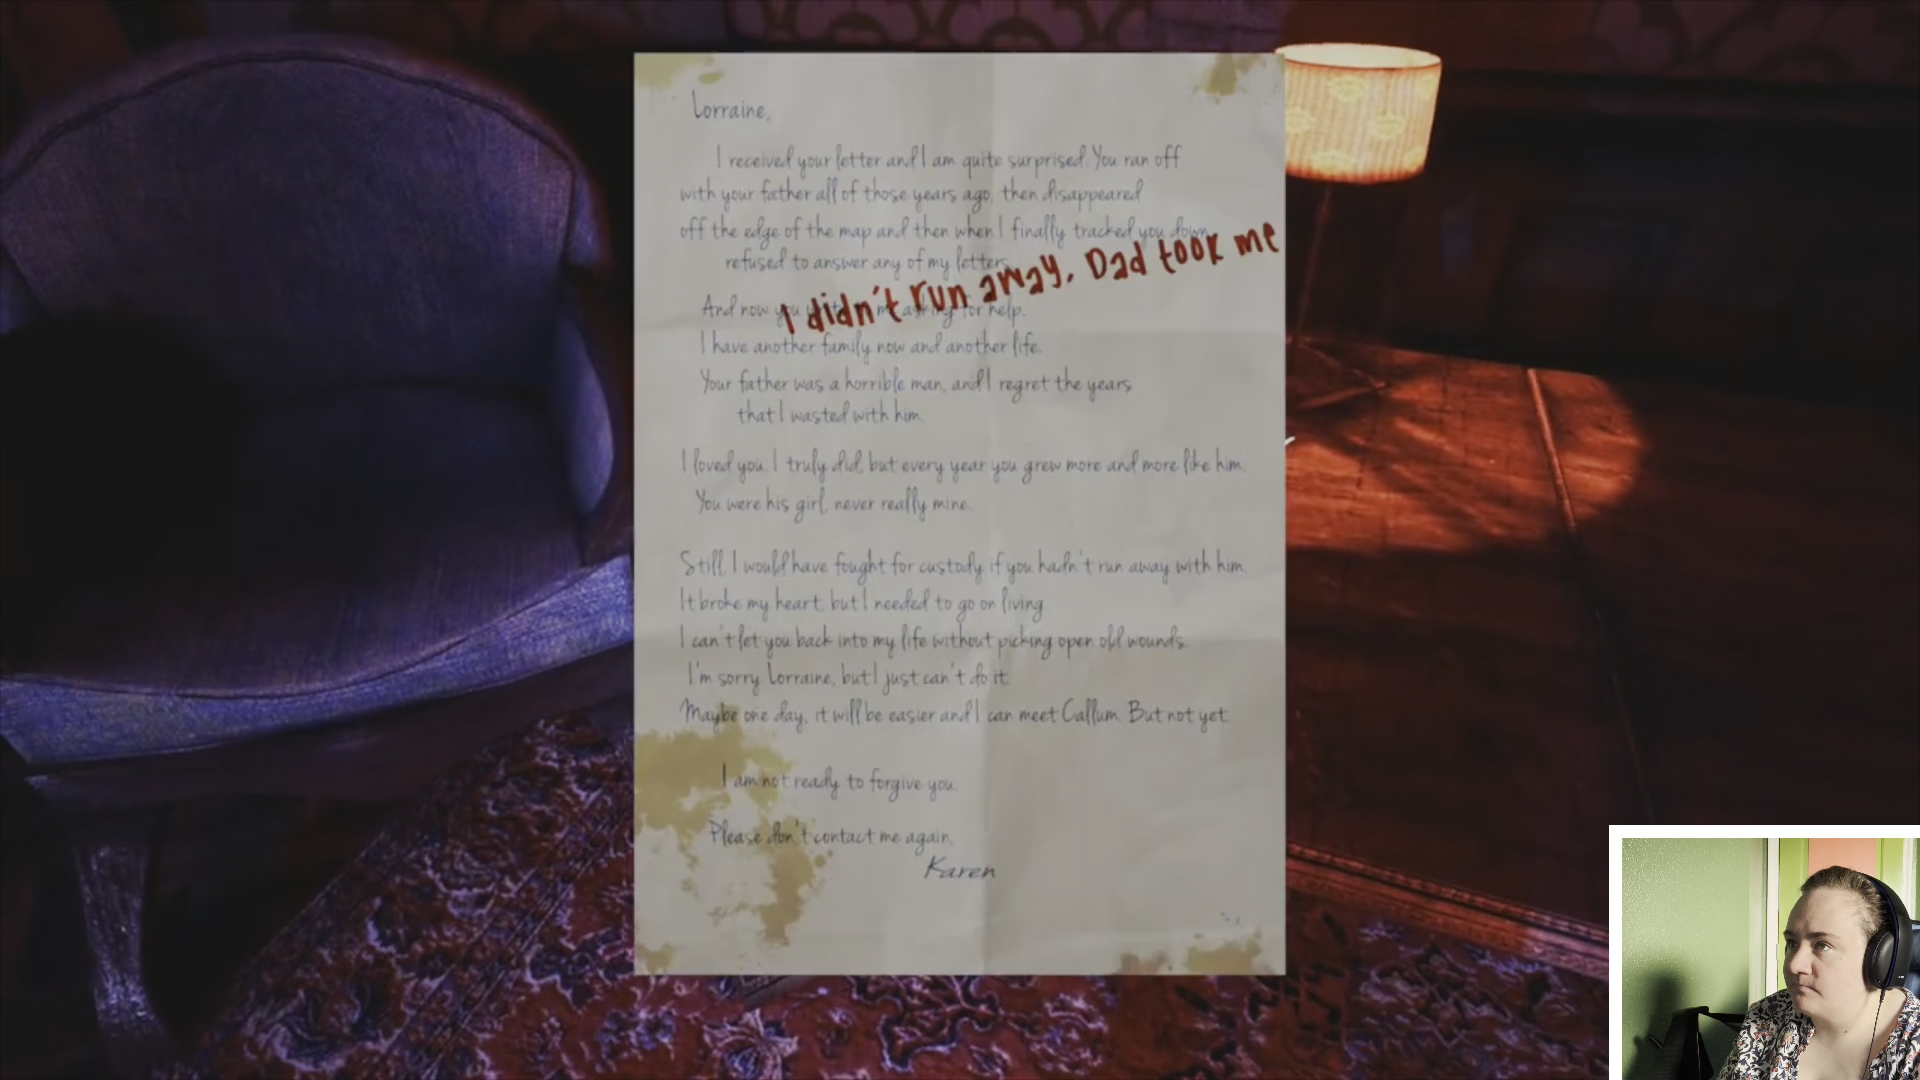 Lorraine,
I received your letter and I am quite surprised. You ran off
with your father all of those years ago, then disappeared
off the edge of the map and then when I finally tracked you down
refused to answer any of my letters
I didn't run away. Dad took me
And now you me asking for help.
I have another family now and another life.
Your father was a horrible man, and I regret the years
that I wasted with him.
I loved you. I truly did, but every year you grew more and more like him.
You were his girl, never really mine.
Still, I would have fought for custody if you hadn't run away with him.
It broke my heart, but I needed to go on living.
I can't let you back into my life without picking open old wounds.
I'm sorry Lorraine, but I just can't do it.
Maybe one day, it will be easier and I can meet Callum. But not yet.
I am not ready to forgive you.
Please don't contact me again,
Karen